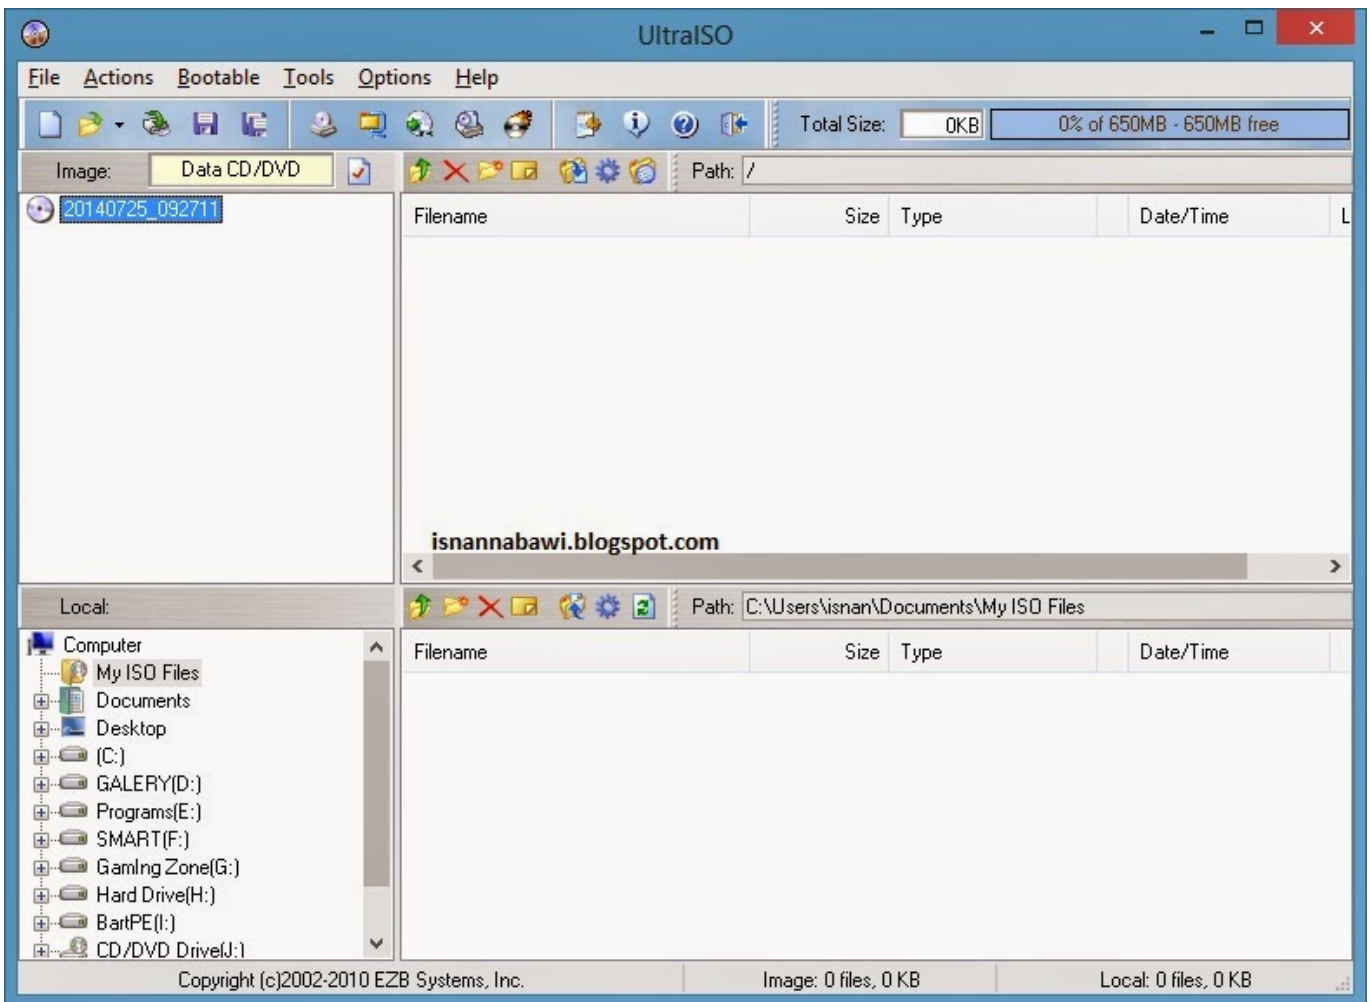 UltraISO
File Actions Bootable Tools Options Help
Total Size: 0KB 0% of 650MB - 650MB free
Image: Data CD/DVD Path: /
20140725_092711
Filename Size Type Date/Time L
isnannabawi.blogspot.com
Local: Path: C:\Users\isnan\Documents\My ISO Files
Filename Size Type Date/Time
Computer
My ISO Files
Documents
Desktop
(C:)
GALERY(D:)
Programs(E:)
SMART(F:)
GamIng Zone(G:)
Hard Drive(H:)
BartPE(I:)
CD/DVD Drive(J:)
Copyright (c)2002-2010 EZB Systems, Inc. Image: 0 files, 0 KB Local: 0 files, 0 KB